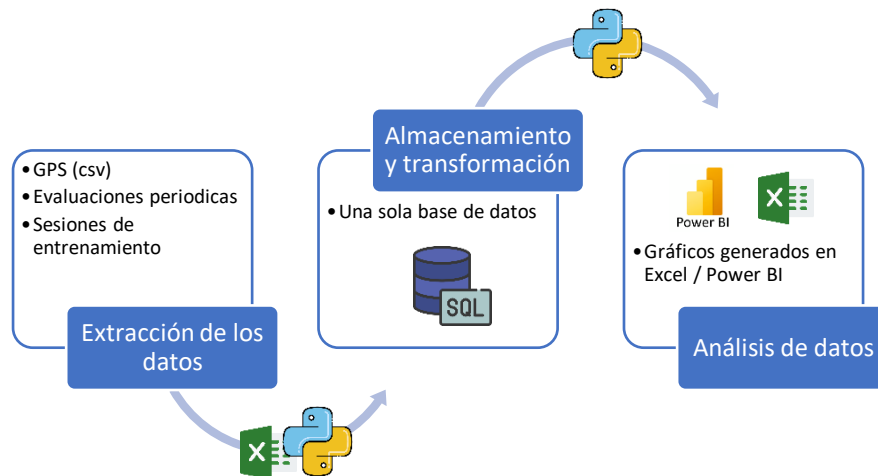 •GPS (csv)
•Evaluaciones periodicas
•Sesiones de
entrenamiento
Extracción de los
datos
X
Almacenamiento
y transformación
•Una sola base de datos
SQL
Power BI
X
•Gráficos generados en
Excel / Power BI
Análisis de datos